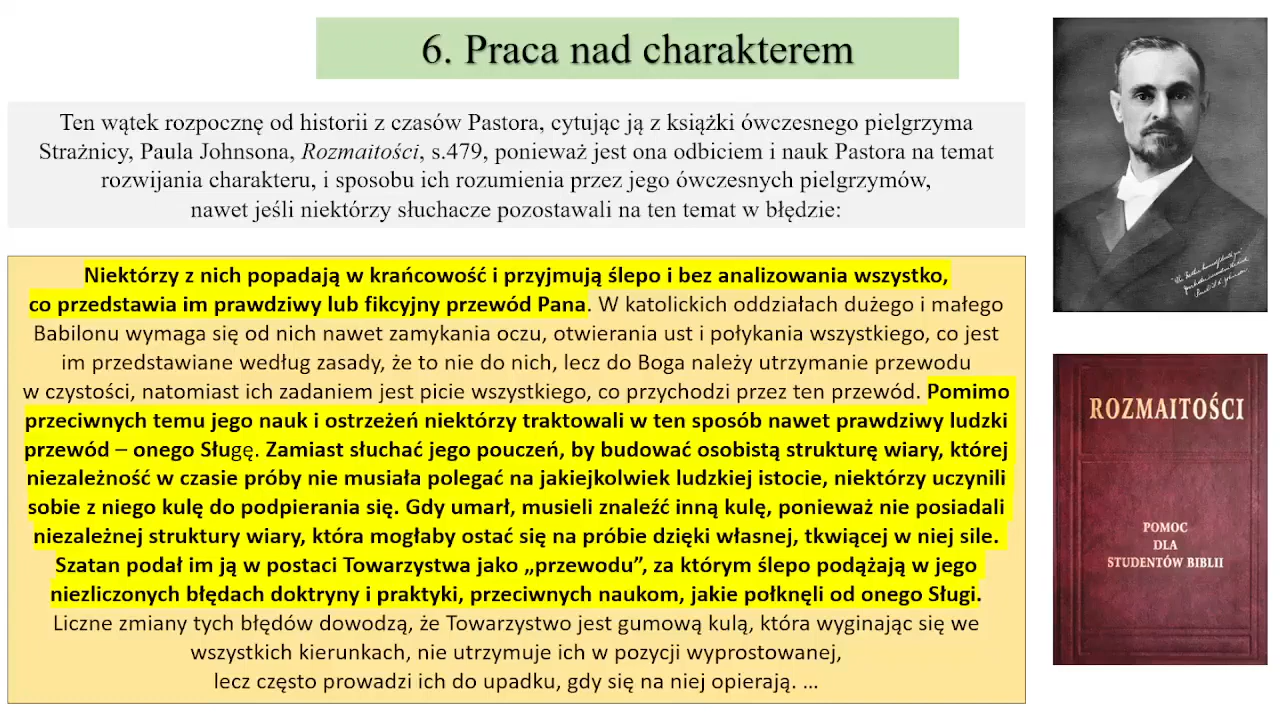 6. Praca nad charakterem
Ten wątek rozpocznę od historii z czasów Pastora, cytując ją z książki ówczesnego pielgrzyma
Strażnicy, Paula Johnsona, Rozmaitości, s.479, ponieważ jest ona odbiciem i nauk Pastora na temat
rozwijania charakteru, i sposobu ich rozumienia przez jego ówczesnych pielgrzymów,
nawet jeśli niektórzy słuchacze pozostawali na ten temat w błędzie:
Niektórzy z nich popadają w krańcowość i przyjmują ślepo i bez analizowania wszystko,
co przedstawia im prawdziwy lub fikcyjny przewód Pana. W katolickich oddziałach dużego i małego
Babilonu wymaga się od nich nawet zamykania oczu, otwierania ust i połykania wszystkiego, co jest
im przedstawiane według zasady, że to nie do nich, lecz do Boga należy utrzymanie przewodu
w czystości, natomiast ich zadaniem jest picie wszystkiego, co przychodzi przez ten przewód. Pomimo
przeciwnych temu jego nauk i ostrzeżeń niektórzy traktowali w ten sposób nawet prawdziwy ludzki
przewód – onego Sługę. Zamiast słuchać jego pouczeń, by budować osobistą strukturę wiary, której
niezależność w czasie próby nie musiała polegać na jakiejkolwiek ludzkiej istocie, niektórzy uczynili
sobie z niego kulę do podpierania się. Gdy umarł, musieli znaleźć inną kulę, ponieważ nie posiadali
niezależnej struktury wiary, która mogłaby ostać się na próbie dzięki własnej, tkwiącej w niej sile.
Szatan podał im ją w postaci Towarzystwa jako „przewodu”, za którym ślepo podążają w jego
niezliczonych błędach doktryny i praktyki, przeciwnych naukom, jakie połknęli od onego Sługi.
Liczne zmiany tych błędów dowodzą, że Towarzystwo jest gumową kulą, która wyginając się we
wszystkich kierunkach, nie utrzymuje ich w pozycji wyprostowanej,
lecz często prowadzi ich do upadku, gdy się na niej opierają. ...
ROZMAITOŚCI
POMOC
DLA
STUDENTÓW BIBLII